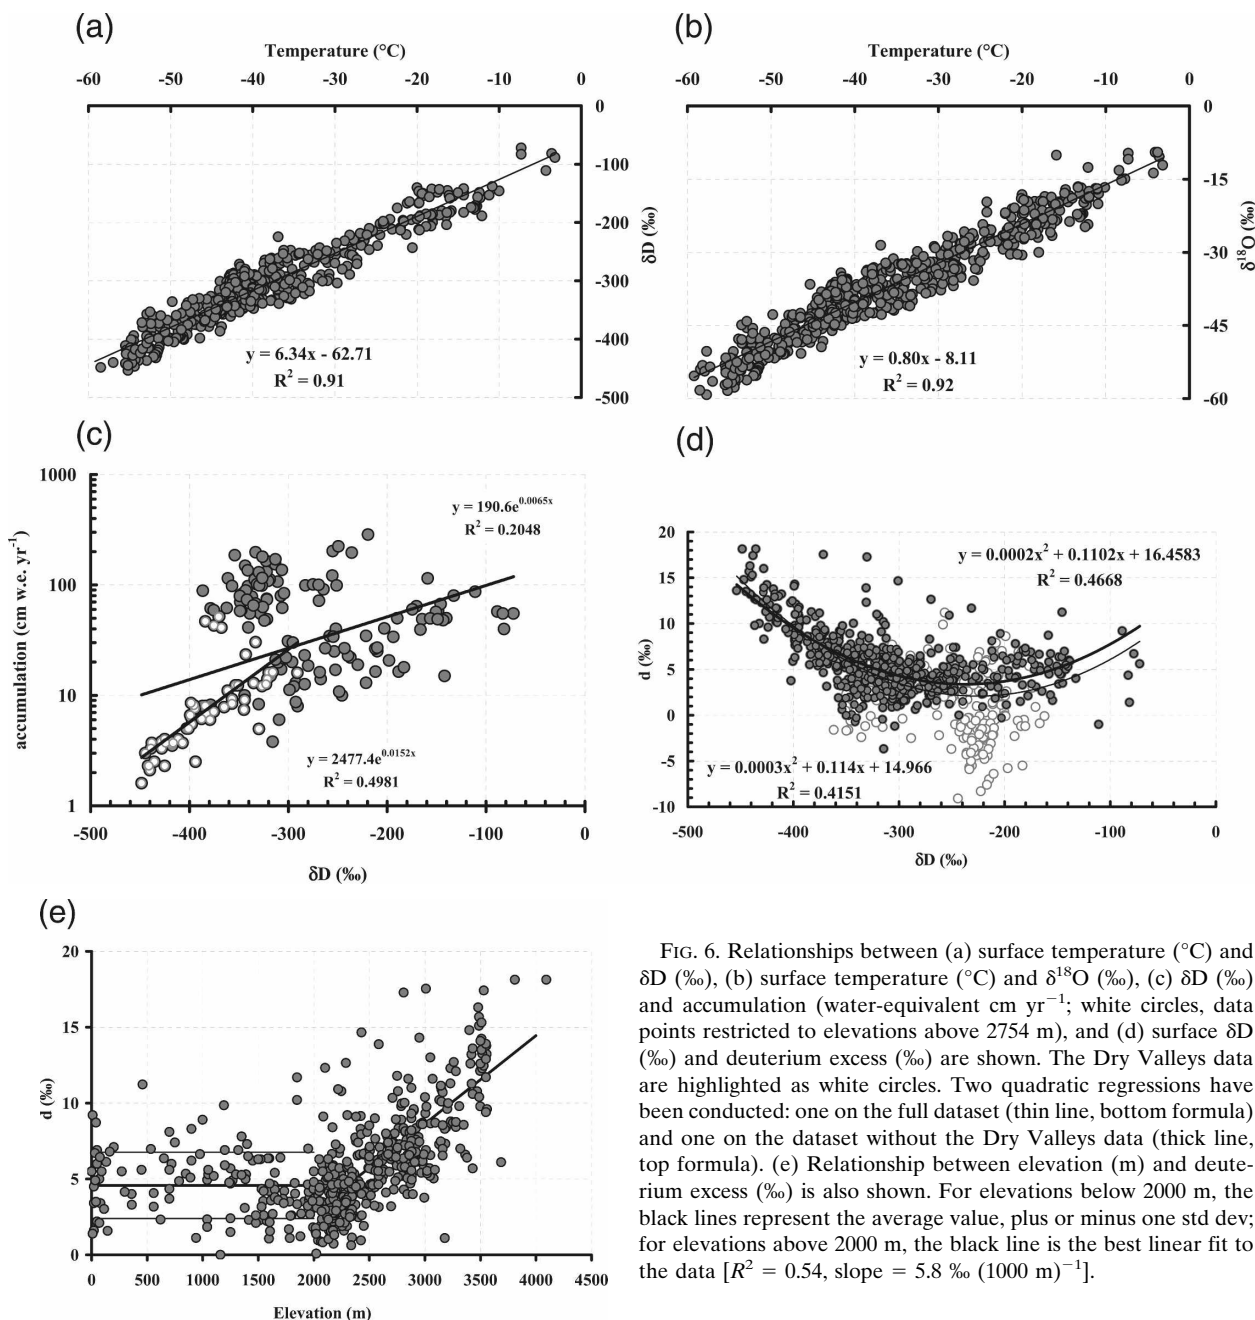 (a)
Temperature (°C)
-60 -50 -40 -30 -20 -10 0
0
-100
-200
-300
-400
-500
δD (‰)
y = 6.34x - 62.71
R² = 0.91
(b)
Temperature (°C)
-60 -50 -40 -30 -20 -10 0
0
-15
-30
-45
-60
δ¹⁸O (‰)
y = 0.80x - 8.11
R² = 0.92
(c)
accumulation (cm w.e. yr⁻¹)
1000
100
10
1
y = 190.6e^0.0065x
R² = 0.2048
y = 2477.4e^0.0152x
R² = 0.4981
-500 -400 -300 -200 -100 0
δD (‰)
(d)
d (‰)
20
15
10
5
0
-5
-10
y = 0.0002x² + 0.1102x + 16.4583
R² = 0.4668
y = 0.0003x² + 0.114x + 14.966
R² = 0.4151
-500 -400 -300 -200 -100 0
δD (‰)
(e)
d (‰)
20
15
10
5
0
0 500 1000 1500 2000 2500 3000 3500 4000 4500
Elevation (m)
FIG. 6. Relationships between (a) surface temperature (°C) and
δD (‰), (b) surface temperature (°C) and δ¹⁸O (‰), (c) δD (‰)
and accumulation (water-equivalent cm yr⁻¹; white circles, data
points restricted to elevations above 2754 m), and (d) surface δD
(‰) and deuterium excess (‰) are shown. The Dry Valleys data
are highlighted as white circles. Two quadratic regressions have
been conducted: one on the full dataset (thin line, bottom formula)
and one on the dataset without the Dry Valleys data (thick line,
top formula). (e) Relationship between elevation (m) and deute-
rium excess (‰) is also shown. For elevations below 2000 m, the
black lines represent the average value, plus or minus one std dev;
for elevations above 2000 m, the black line is the best linear fit to
the data [R² = 0.54, slope = 5.8 ‰ (1000 m)⁻¹].